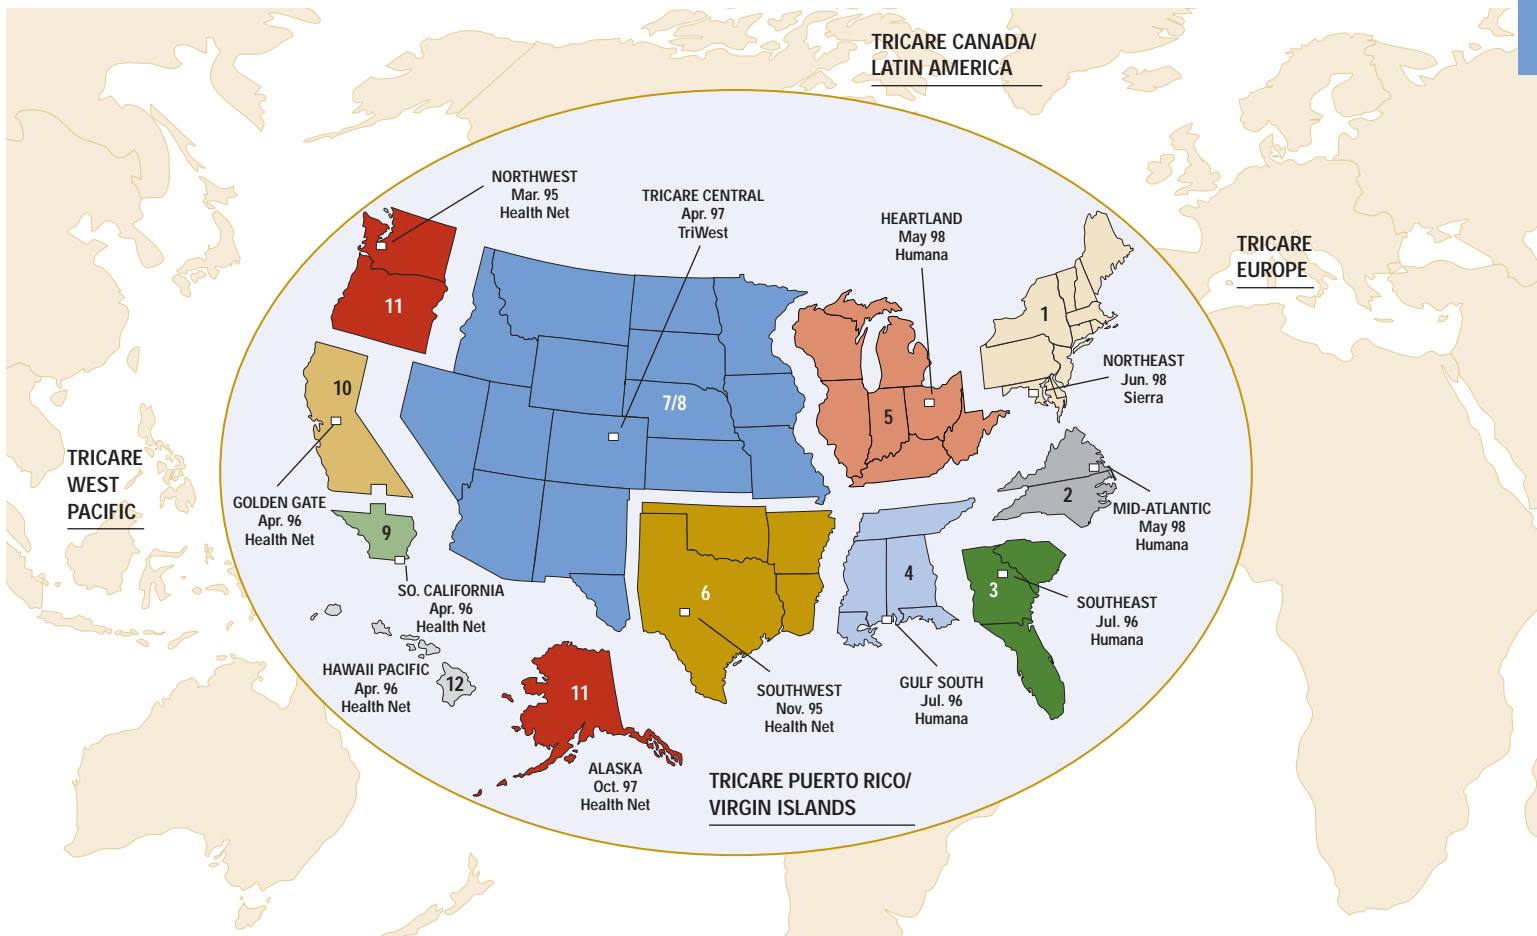 TRICARE CANADA/
LATIN AMERICA
NORTHWEST
Mar. 95
Health Net
TRICARE CENTRAL
Apr. 97
TriWest
HEARTLAND
May 98
Humana
TRICARE
EUROPE
11
1
NORTHEAST
Jun. 98
Sierra
10
7/8
5
TRICARE
WEST
PACIFIC
GOLDEN GATE
Apr. 96
Health Net
2
MID-ATLANTIC
May 98
Humana
9
SO. CALIFORNIA
Apr. 96
Health Net
6
4
3
SOUTHEAST
Jul. 96
Humana
HAWAII PACIFIC
Apr. 96
Health Net
12
11
SOUTHWEST
Nov. 95
Health Net
GULF SOUTH
Jul. 96
Humana
ALASKA
Oct. 97
Health Net
TRICARE PUERTO RICO/
VIRGIN ISLANDS